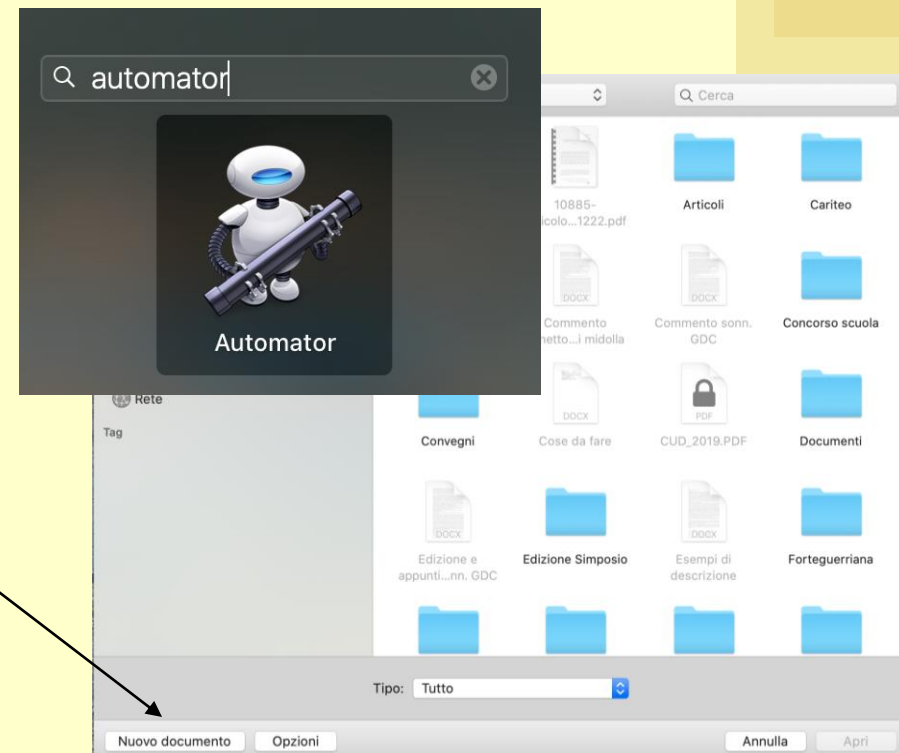 automator
Automator
Cerca
10885-
icolo...1222.pdf
Articoli
Cariteo
DOCX
DOCX
Commento
netto...i midolla
Commento sonn.
GDC
Concorso scuola
Rete
Tag
DOCX
PDF
Convegni
Cose da fare
CUD_2019.PDF
Documenti
DOCX
DOCX
Edizione e
appunti...nn. GDC
Edizione Simposio
Esempi di
descrizione
Forteguerriana
Tipo:
Tutto
Nuovo documento
Opzioni
Annulla
Apri